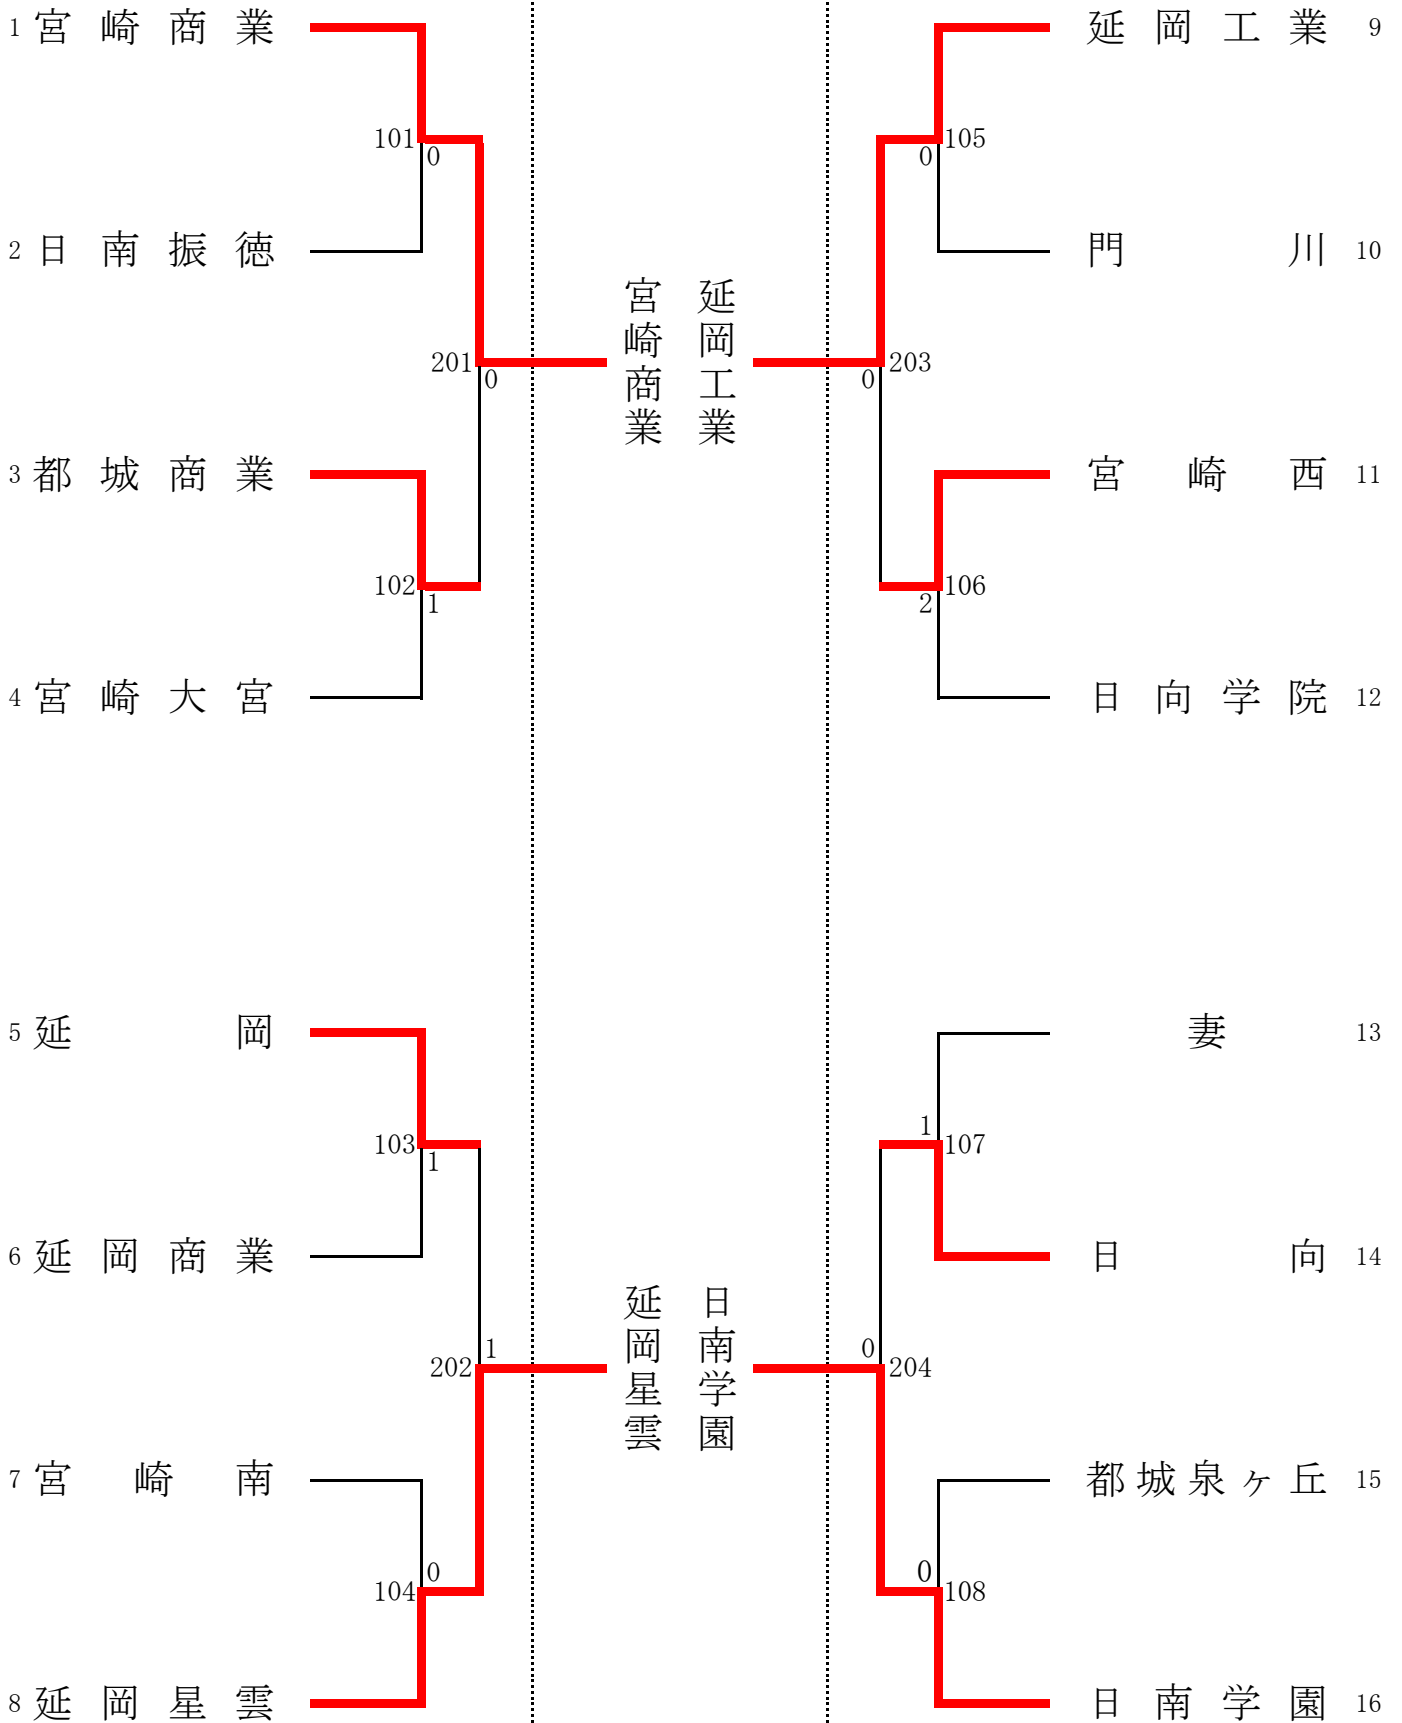 1 宮崎商業
101
0
2 日南振徳
201
0
3 都城商業
102
1
4 宮崎大宮
5 延岡
103
1
6 延岡商業
202
1
7 宮崎南
104
0
8 延岡星雲
宮崎商業
延岡工業
延岡星雲
日南学園
延岡工業 9
0
105
門川 10
0
203
宮崎西 11
2
106
日向学院 12
妻 13
1
107
日向 14
0
204
都城泉ヶ丘 15
0
108
日南学園 16